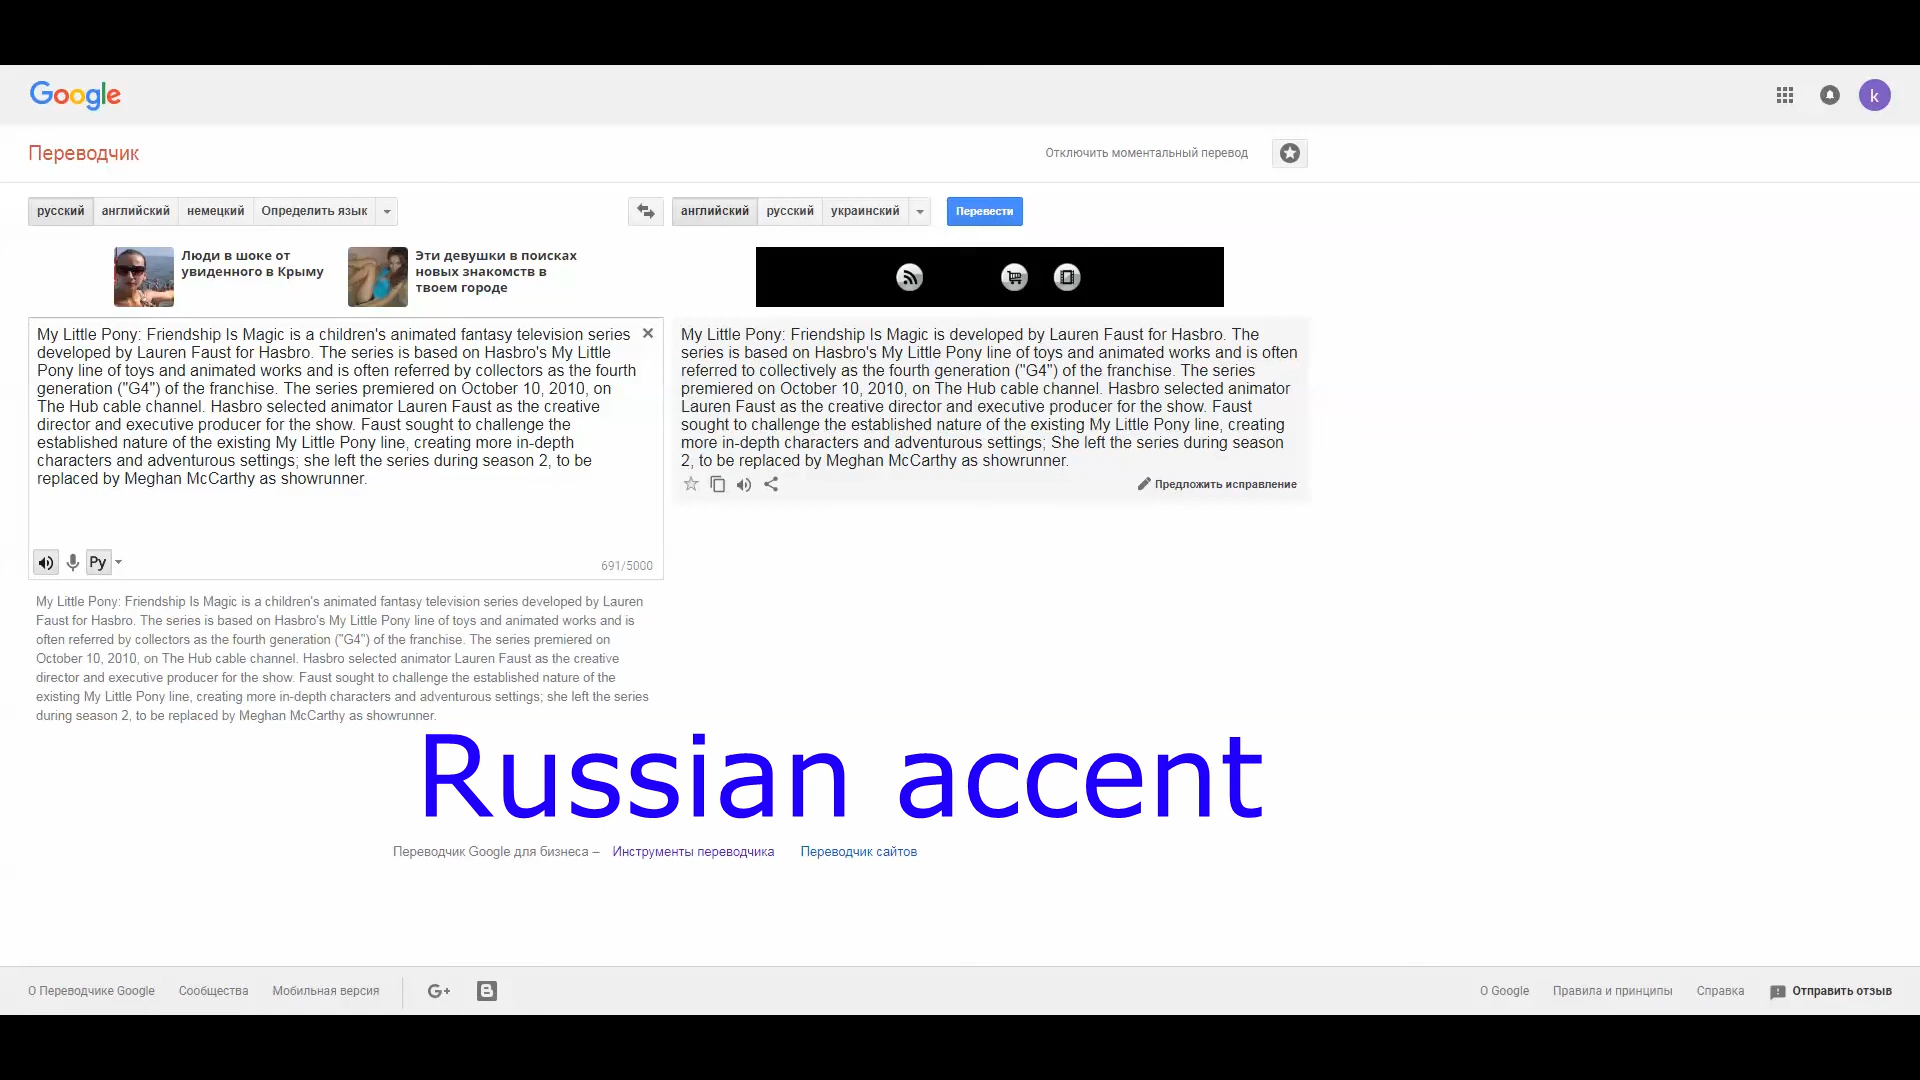 Google
k
Переводчик
Отключить моментальный перевод
русский английский немецкий Определить язык
английский русский украинский Перевести
Люди в шоке от
увиденного в Крыму
Эти девушки в поисках
новых знакомств в
твоем городе
My Little Pony: Friendship Is Magic is a children's animated fantasy television series
developed by Lauren Faust for Hasbro. The series is based on Hasbro's My Little
Pony line of toys and animated works and is often referred by collectors as the fourth
generation ("G4") of the franchise. The series premiered on October 10, 2010, on
The Hub cable channel. Hasbro selected animator Lauren Faust as the creative
director and executive producer for the show. Faust sought to challenge the
established nature of the existing My Little Pony line, creating more in-depth
characters and adventurous settings; she left the series during season 2, to be
replaced by Meghan McCarthy as showrunner.
Ру
691/5000
My Little Pony: Friendship Is Magic is developed by Lauren Faust for Hasbro. The
series is based on Hasbro's My Little Pony line of toys and animated works and is often
referred to collectively as the fourth generation ("G4") of the franchise. The series
premiered on October 10, 2010, on The Hub cable channel. Hasbro selected animator
Lauren Faust as the creative director and executive producer for the show. Faust
sought to challenge the established nature of the existing My Little Pony line, creating
more in-depth characters and adventurous settings; She left the series during season
2, to be replaced by Meghan McCarthy as showrunner.
Предложить исправление
My Little Pony: Friendship Is Magic is a children's animated fantasy television series developed by Lauren
Faust for Hasbro. The series is based on Hasbro's My Little Pony line of toys and animated works and is
often referred by collectors as the fourth generation ("G4") of the franchise. The series premiered on
October 10, 2010, on The Hub cable channel. Hasbro selected animator Lauren Faust as the creative
director and executive producer for the show. Faust sought to challenge the established nature of the
existing My Little Pony line, creating more in-depth characters and adventurous settings; she left the series
during season 2, to be replaced by Meghan McCarthy as showrunner.
Russian accent
Переводчик Google для бизнеса – Инструменты переводчика Переводчик сайтов
О Переводчике Google Сообщества Мобильная версия G+ О Google Правила и принципы Справка Отправить отзыв